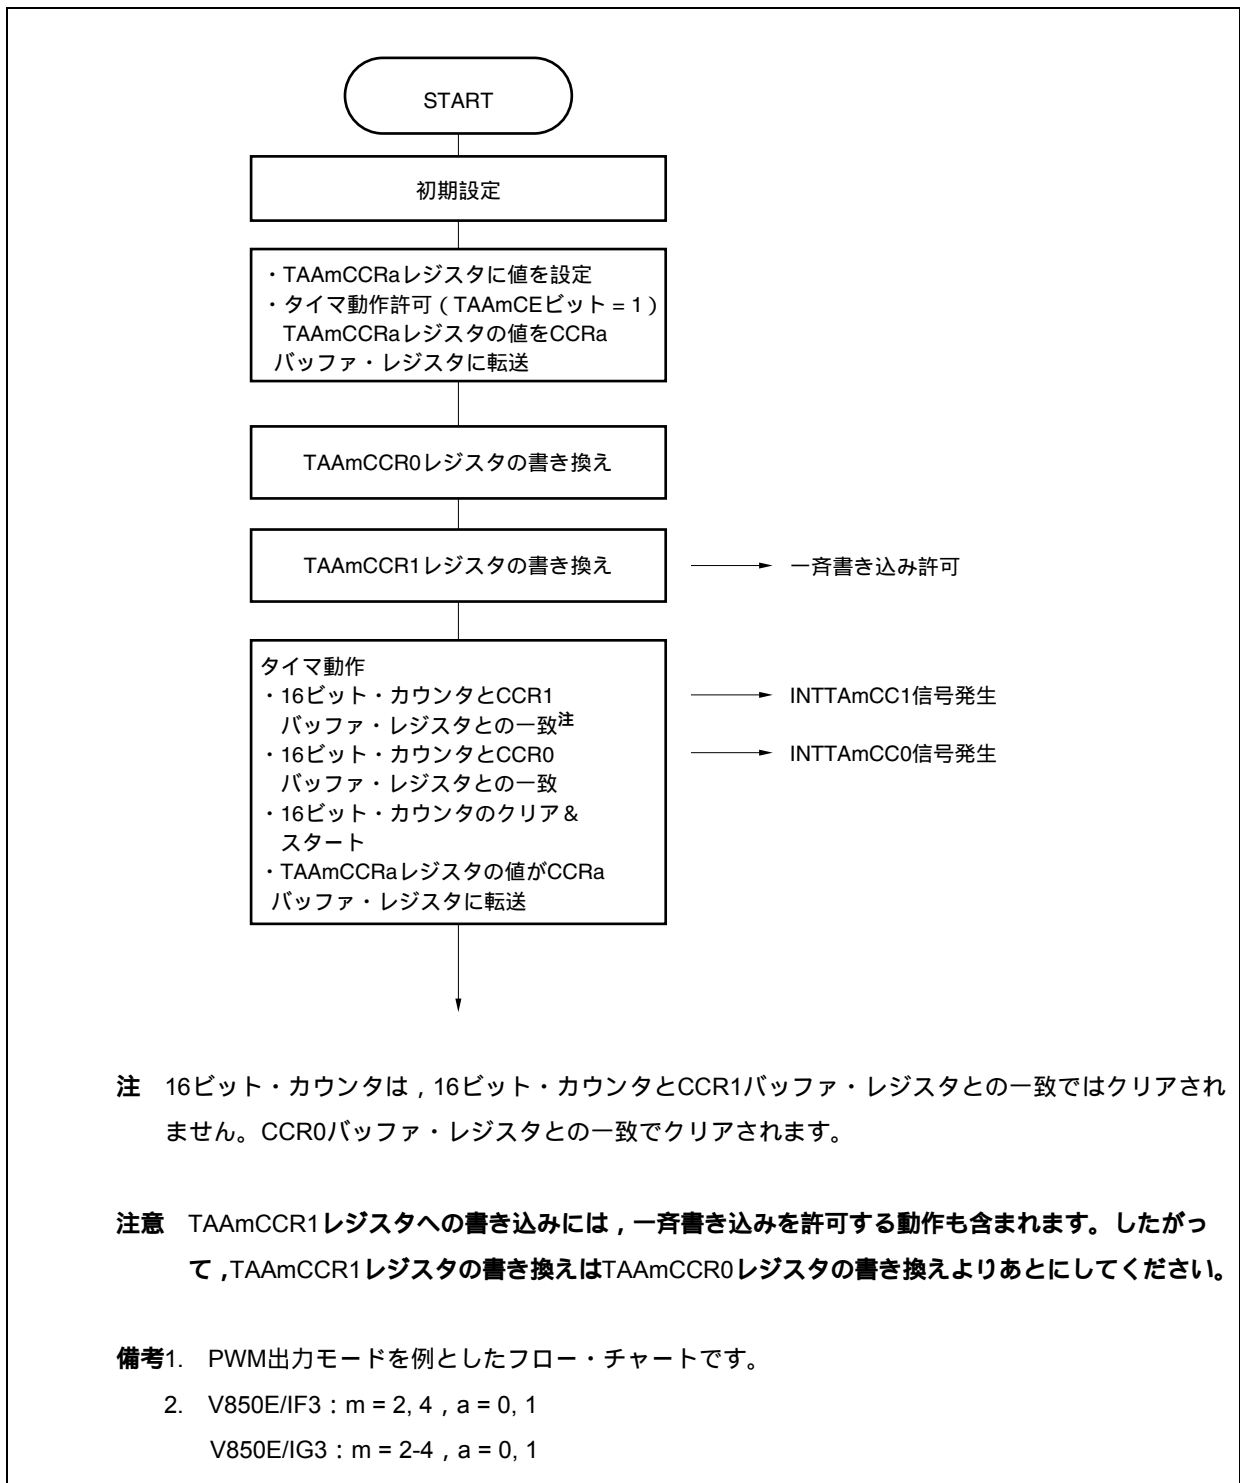 START
初期設定
・TAAmCCRaレジスタに値を設定
・タイマ動作許可（TAAmCEビット = 1）
TAAmCCRaレジスタの値をCCRa
バッファ・レジスタに転送
TAAmCCR0レジスタの書き換え
TAAmCCR1レジスタの書き換え
一斉書き込み許可
タイマ動作
・16ビット・カウンタとCCR1
バッファ・レジスタとの一致注
INTTAmCC1信号発生
・16ビット・カウンタとCCR0
バッファ・レジスタとの一致
INTTAmCC0信号発生
・16ビット・カウンタのクリア＆
スタート
・TAAmCCRaレジスタの値がCCRa
バッファ・レジスタに転送
注 16ビット・カウンタは，16ビット・カウンタとCCR1バッファ・レジスタとの一致ではクリアされ
ません。CCR0バッファ・レジスタとの一致でクリアされます。
注意 TAAmCCR1レジスタへの書き込みには，一斉書き込みを許可する動作も含まれます。したがっ
て，TAAmCCR1レジスタの書き換えはTAAmCCR0レジスタの書き換えよりあとにしてください。
備考1. PWM出力モードを例としたフロー・チャートです。
2. V850E/IF3：m = 2, 4，a = 0, 1
V850E/IG3：m = 2-4，a = 0, 1